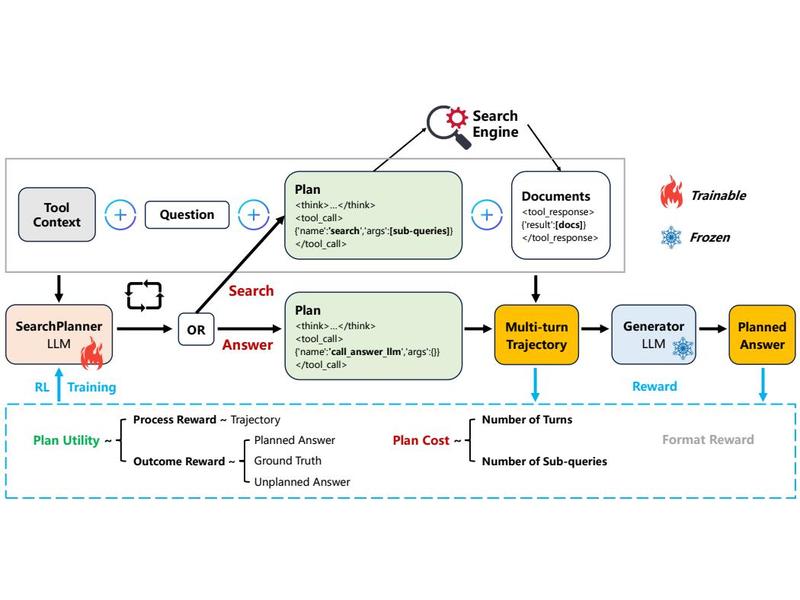 Search
Engine
Tool
Context
Question
Plan
<think>...</think>
<tool_call>
{'name':'search','args':[sub-queries]}
</tool_call>
Documents
<tool_response>
{'result':[docs]}
</tool_response>
Trainable
Frozen
Search
SearchPlanner
LLM
OR
Answer
Plan
<think>...</think>
<tool_call>
{'name':'call_answer_llm','args':{}}
</tool_call>
Multi-turn
Trajectory
Generator
LLM
Planned
Answer
RL Training
Reward
Plan Utility ~
Process Reward ~ Trajectory
Outcome Reward ~
Planned Answer
Ground Truth
Unplanned Answer
Plan Cost ~
Number of Turns
Number of Sub-queries
Format Reward